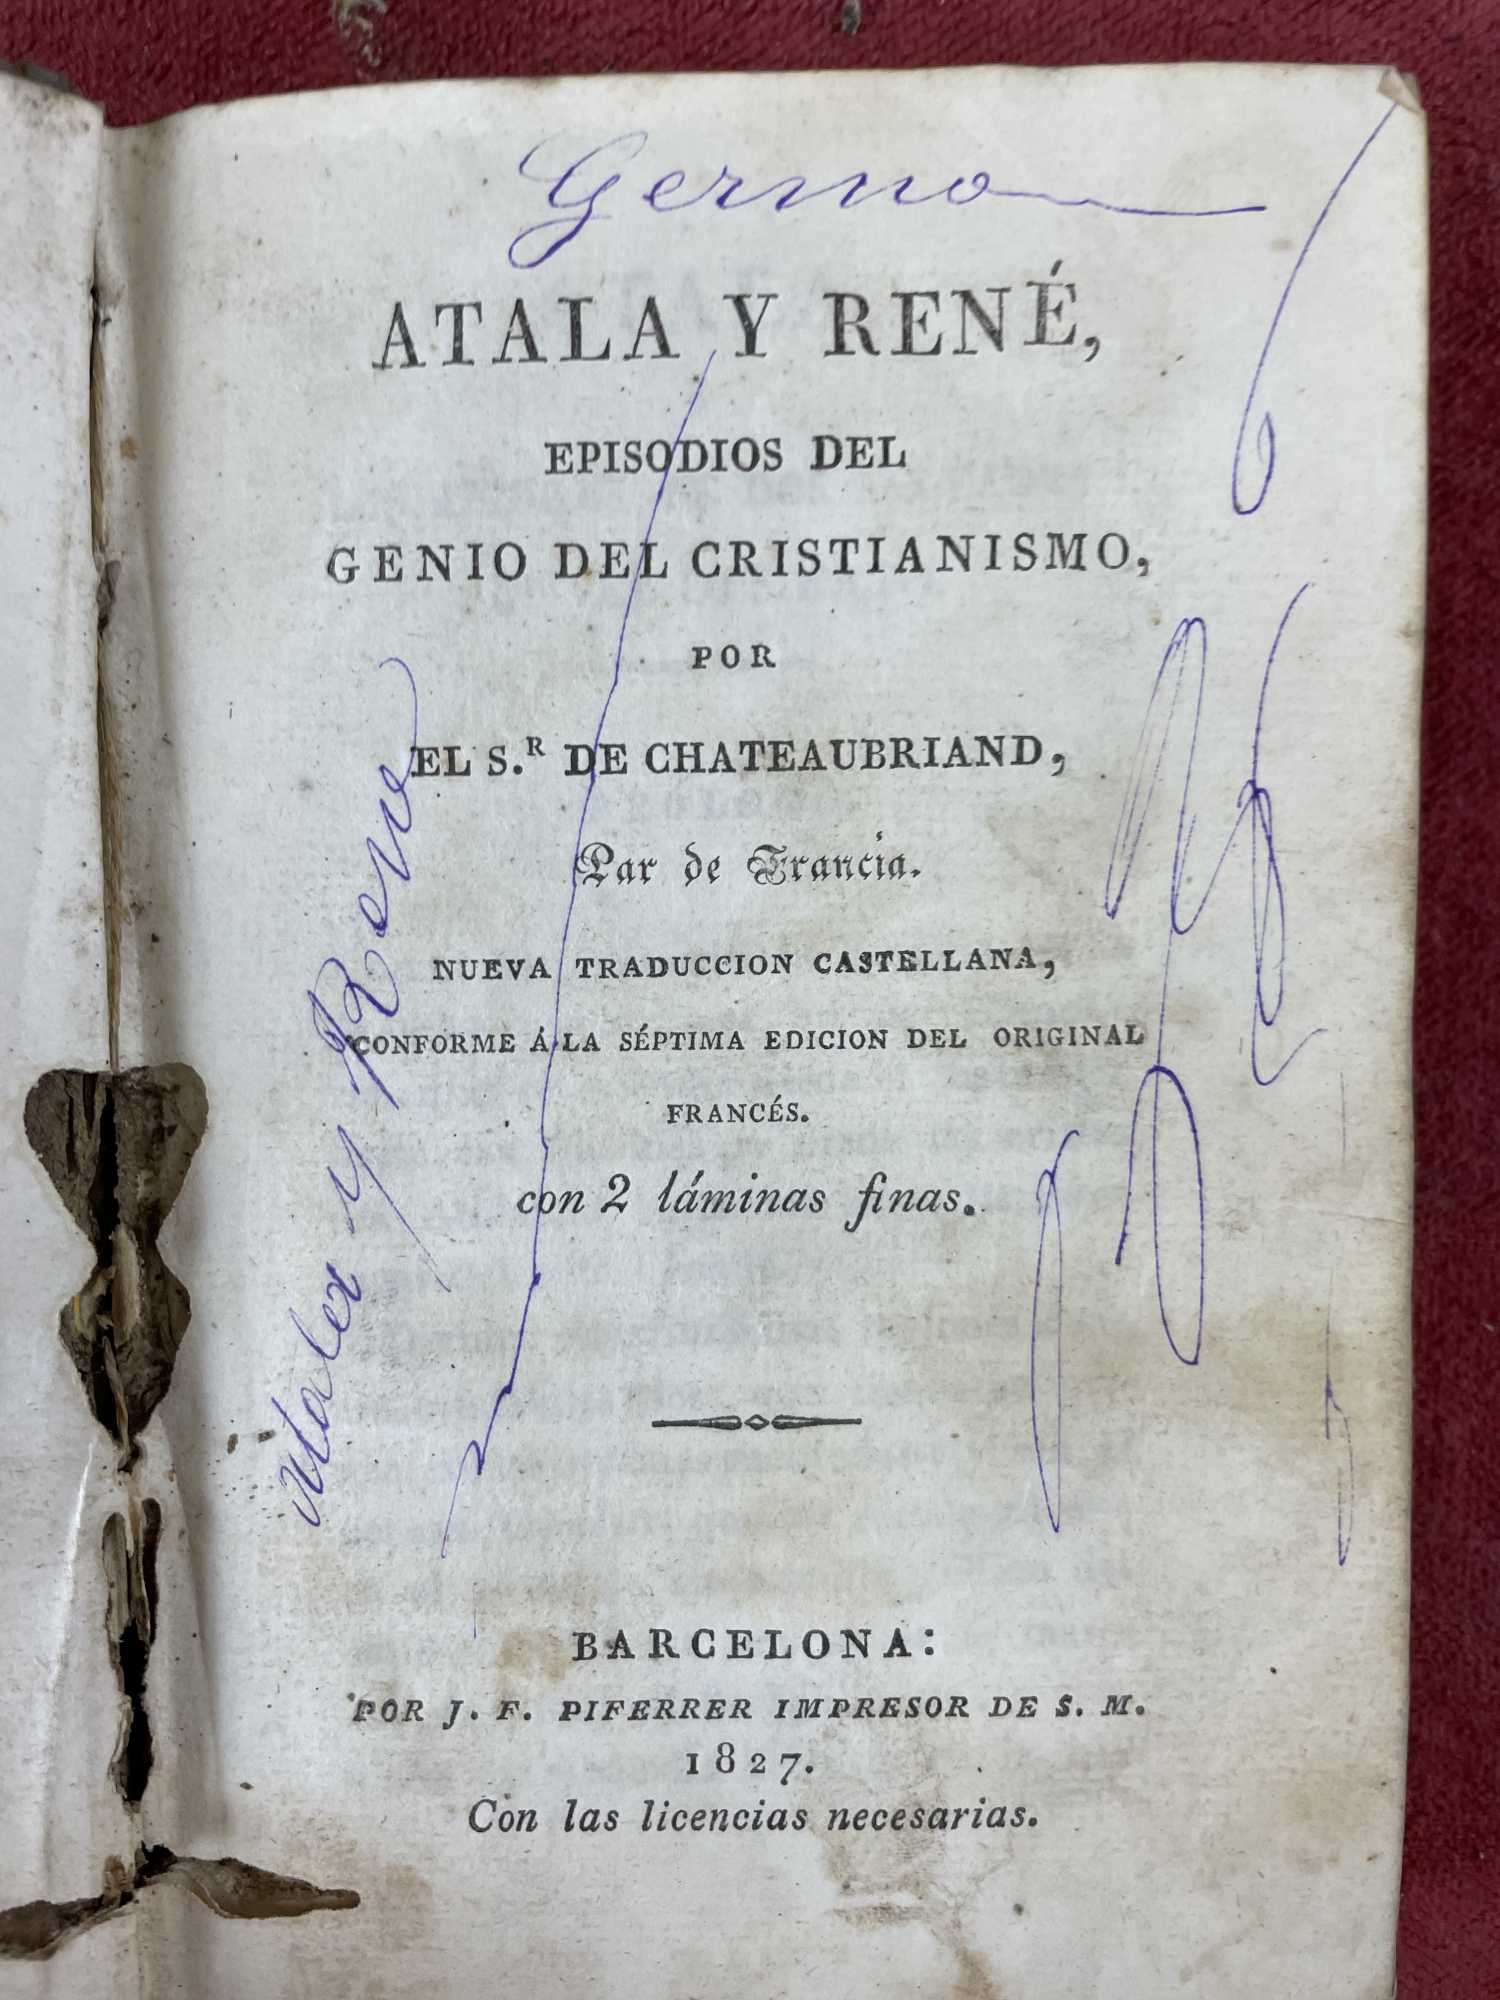 Germo
ATALA Y RENÉ,
EPISODIOS DEL
GENIO DEL CRISTIANISMO,
POR
EL S.R DE CHATEAUBRIAND,
Par de Francia.
NUEVA TRADUCCION CASTELLANA,
CONFORME Á LA SÉPTIMA EDICION DEL ORIGINAL
FRANCÉS.
con 2 láminas finas.
BARCELONA:
POR J. F. PIFERRER IMPRESOR DE S. M.
1827.
Con las licencias necesarias.
y Rene